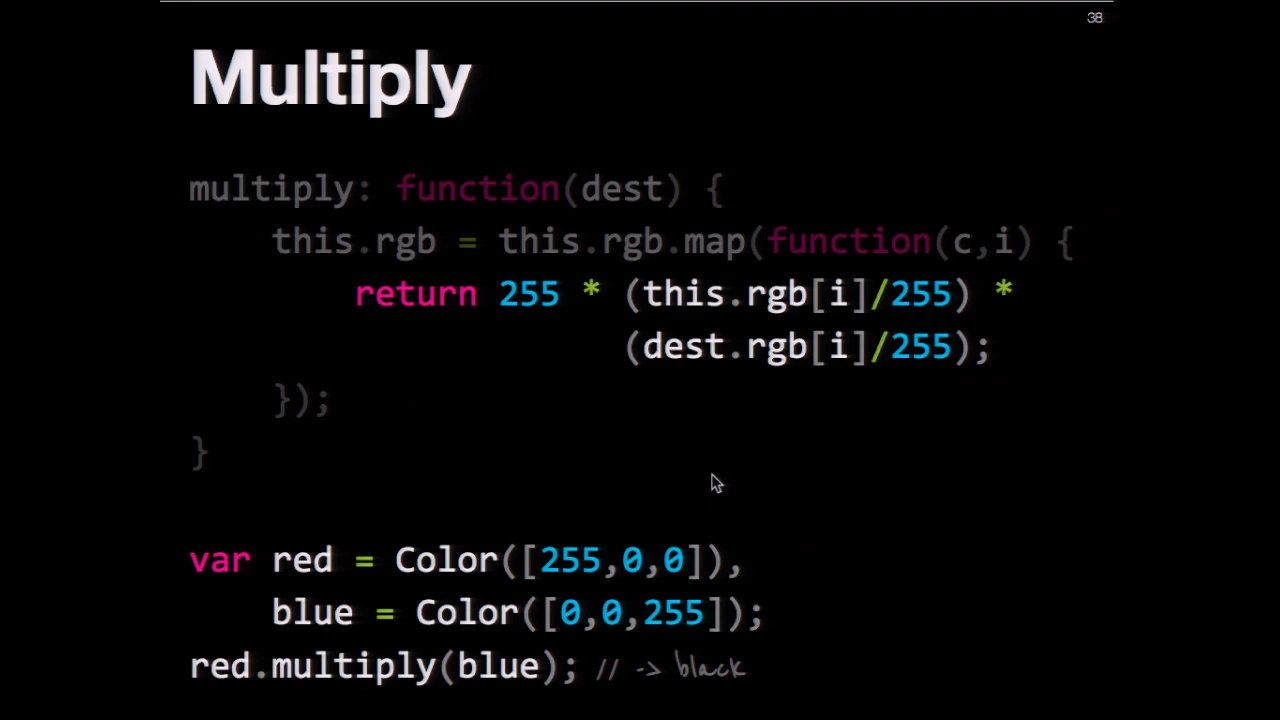 38
Multiply
multiply: function(dest) {
this.rgb = this.rgb.map(function(c,i) {
return 255 * (this.rgb[i]/255) *
(dest.rgb[i]/255);
});
}
var red = Color([255,0,0]),
blue = Color([0,0,255]);
red.multiply(blue); // -> black